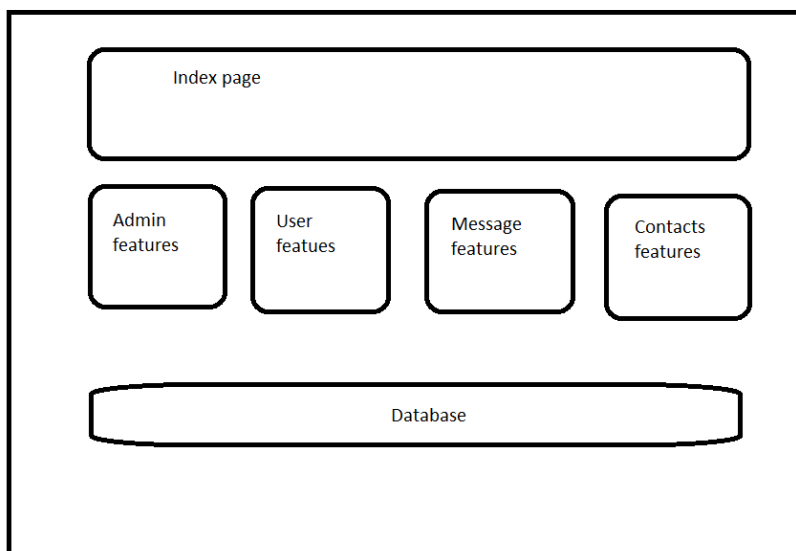 Index page
Admin
features
User
featues
Message
features
Contacts
features
Database